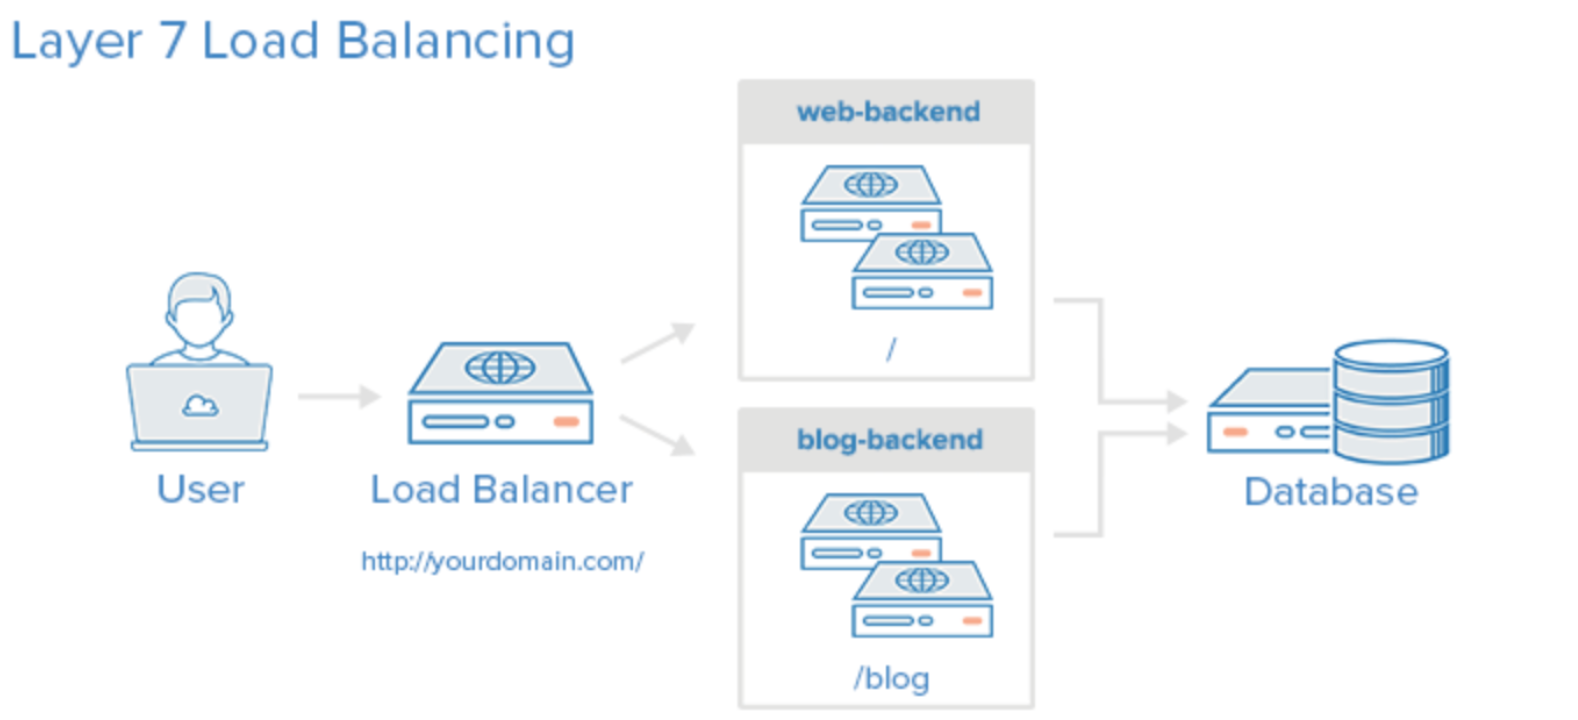 Layer 7 Load Balancing
web-backend
/
User
Load Balancer
http://yourdomain.com/
blog-backend
/blog
Database